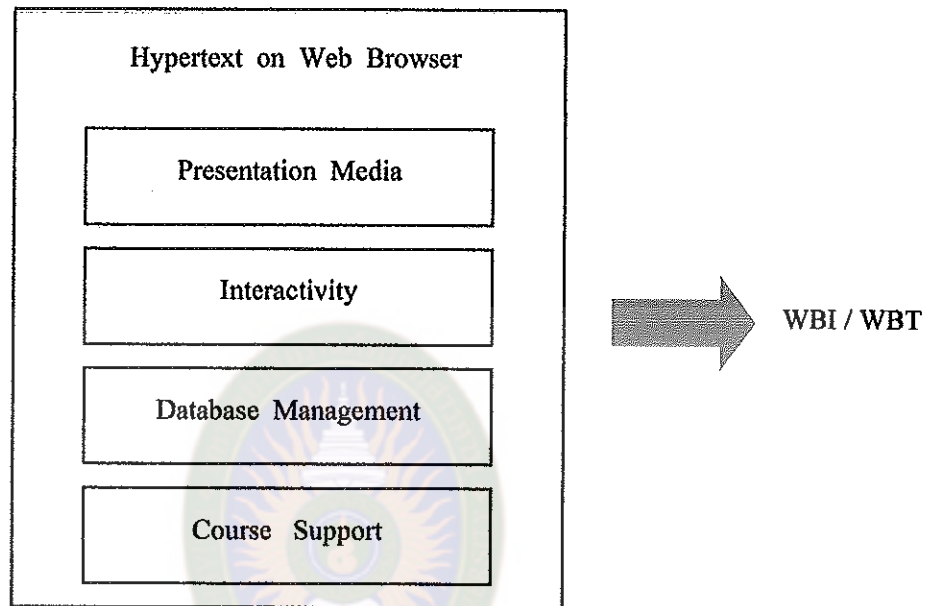 Hypertext on Web Browser
Presentation Media
Interactivity
Database Management
Course Support
WBI / WBT